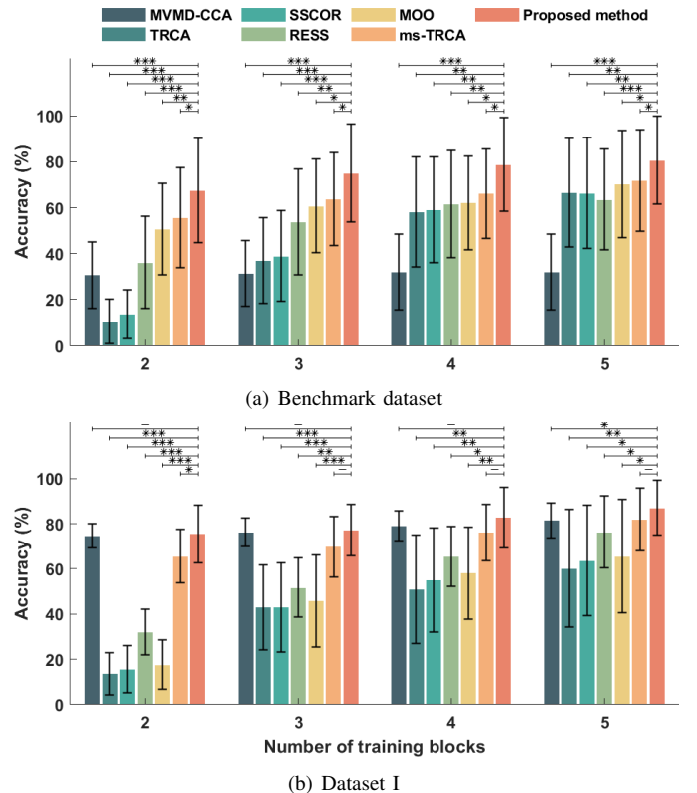 MVMD-CCA SSCOR MOO Proposed method
TRCA RESS ms-TRCA
*** *** *** ***
*** *** ** **
*** *** ** **
*** ** ** **
** * * *
* * * *
Accuracy (%)
100
80
60
40
20
0
2 3 4 5
(a) Benchmark dataset
– – – *
*** *** ** **
*** *** ** *
*** ** * *
*** *** ** *
* – – –
Accuracy (%)
100
80
60
40
20
0
2 3 4 5
Number of training blocks
(b) Dataset I